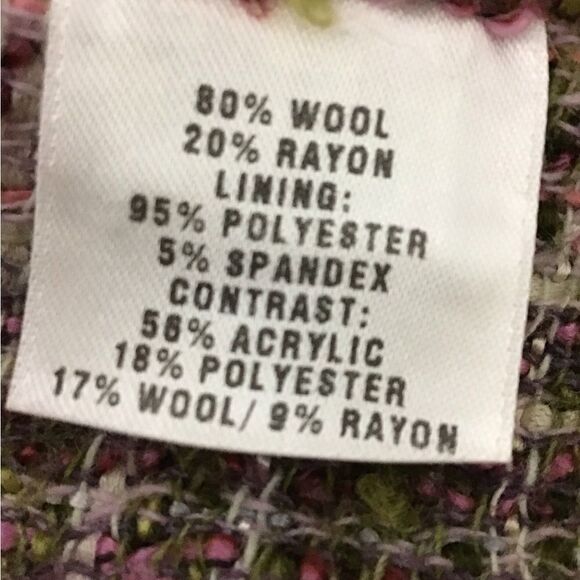 80% WOOL
20% RAYON
LINING:
95% POLYESTER
5% SPANDEX
CONTRAST:
56% ACRYLIC
18% POLYESTER
17% WOOL/ 9% RAYON